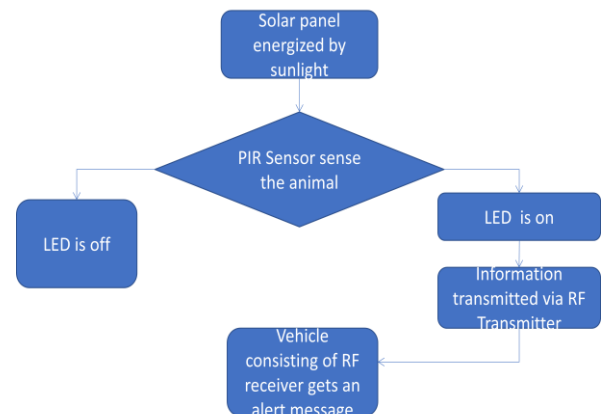 Solar panel
energized by
sunlight
PIR Sensor sense
the animal
LED is off
LED is on
Information
transmitted via RF
Transmitter
Vehicle
consisting of RF
receiver gets an
alert message